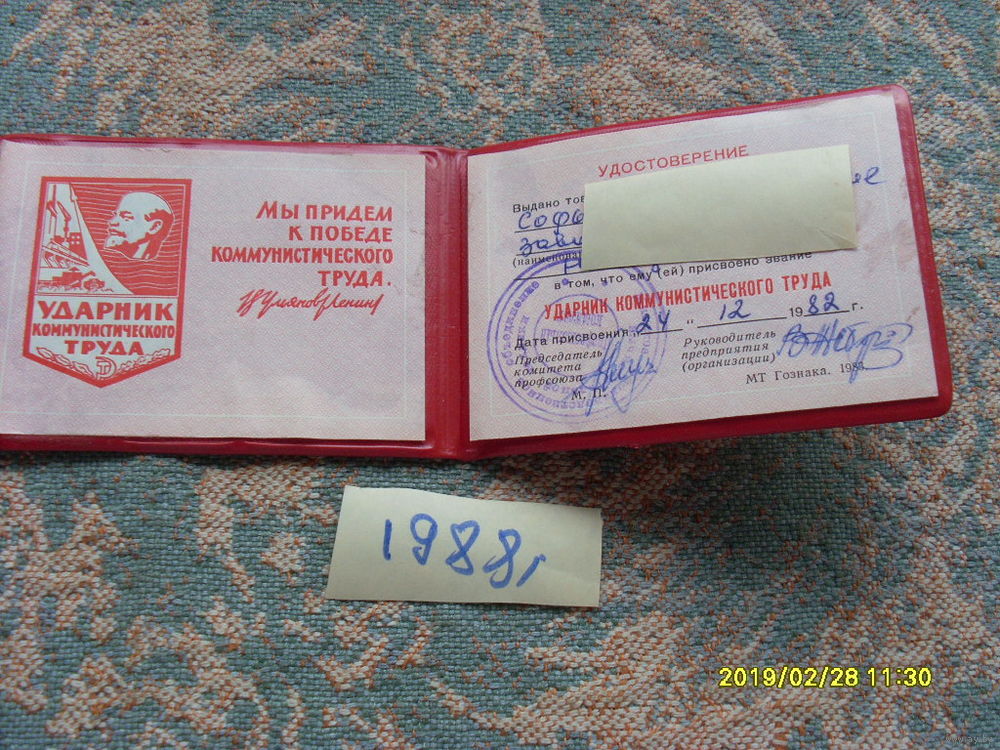 УДАРНИК
КОММУНИСТИЧЕСКОГО
ТРУДА
МЫ ПРИДЕМ
К ПОБЕДЕ
КОММУНИСТИЧЕСКОГО
ТРУДА.
В Ульянов (Ленин)
УДОСТОВЕРЕНИЕ
Выдано
в том, что ему (ей) присвоено звание
УДАРНИК КОММУНИСТИЧЕСКОГО ТРУДА
Дата присвоения „ 24 “ 12 1982 г.
Председатель
комитета
профсоюза
Руководитель
предприятия
(организации)
М. П.
МТ Гознака.
1988г
2019/02/28 11:30